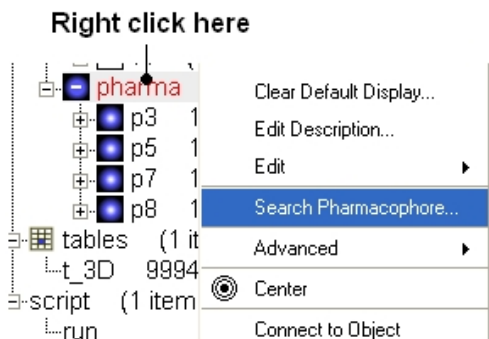 Right click here
pharma
p3 1
p5 1
p7 1
p8 1
tables (1 it
t_3D 9994
script (1 item
run
Clear Default Display...
Edit Description...
Edit
Search Pharmacophore...
Advanced
Center
Connect to Object